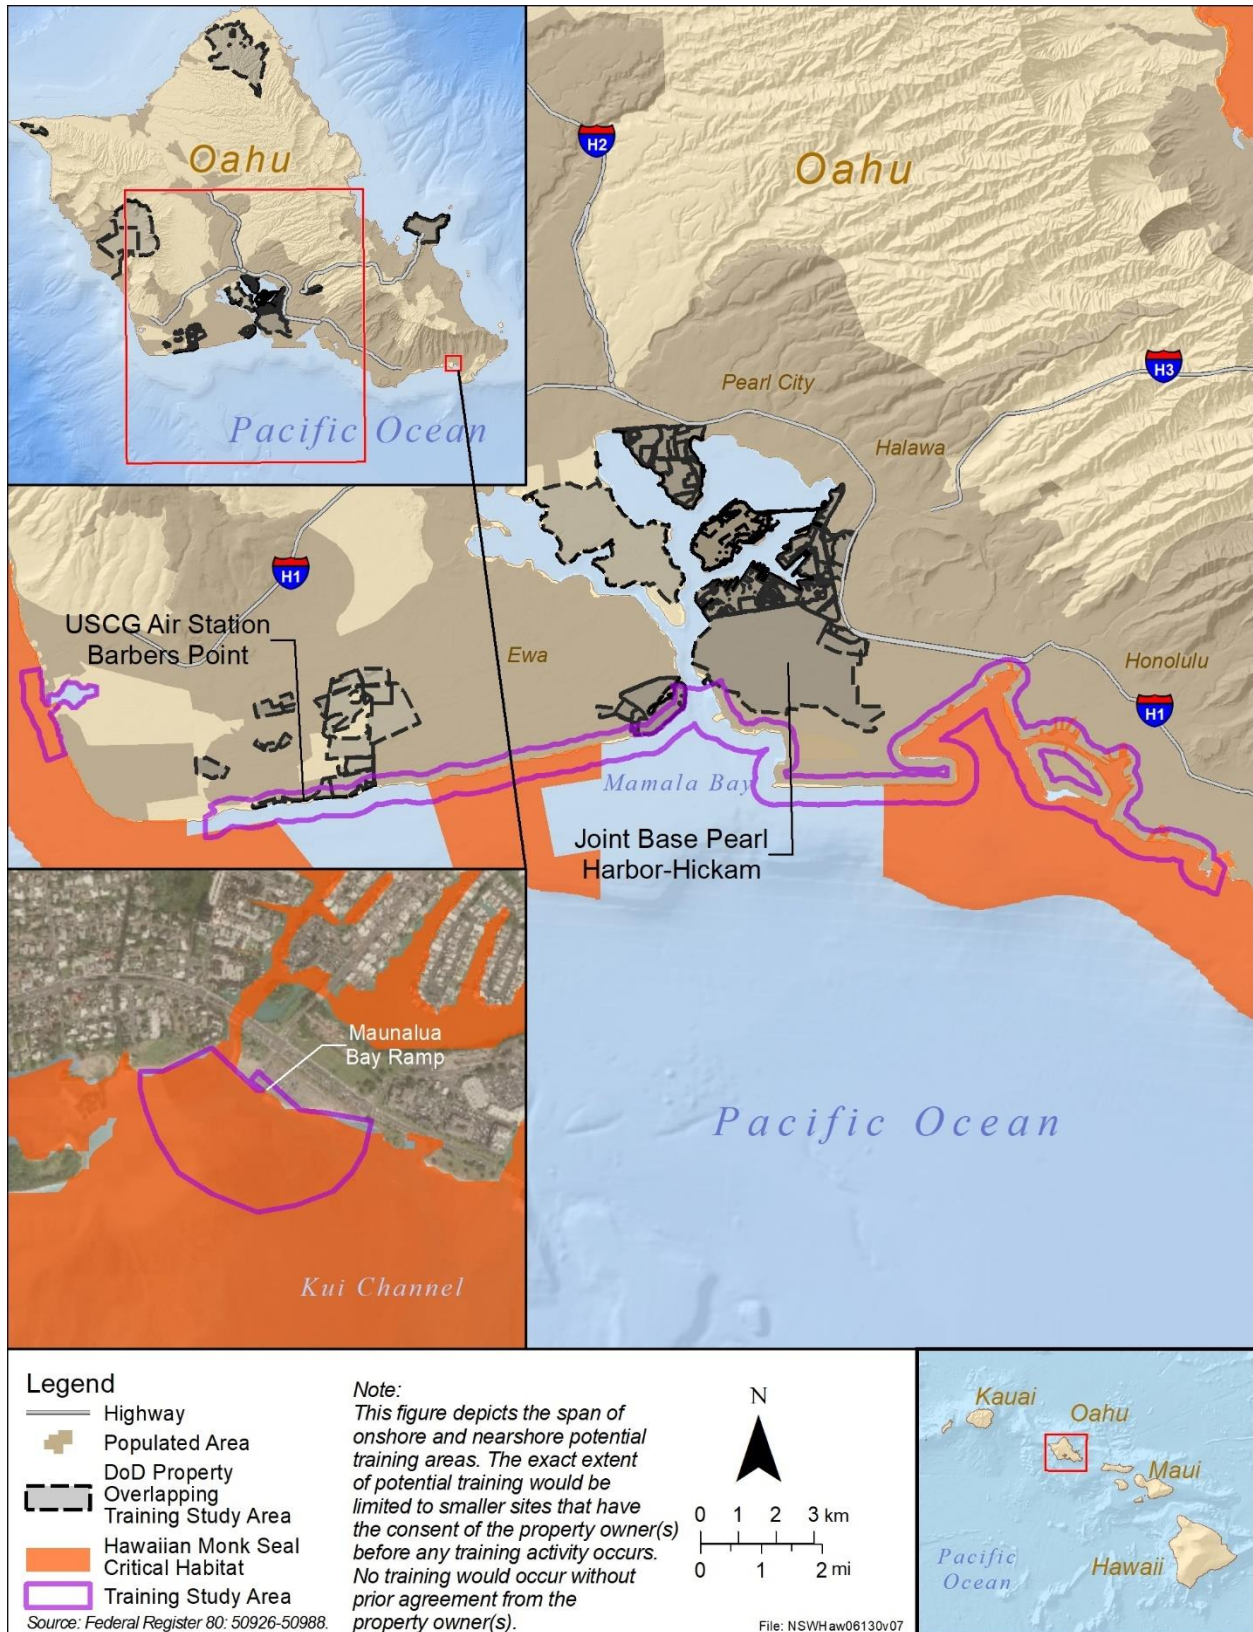 Oahu
Pacific Ocean
H2
Oahu
H3
Pearl City
Halawa
H1
USCG Air Station
Barbers Point
Ewa
Honolulu
H1
Mamala Bay
Joint Base Pearl
Harbor-Hickam
Maunalua
Bay Ramp
Kui Channel
Pacific Ocean
Legend
Highway
Populated Area
DoD Property
Overlapping
Training Study Area
Hawaiian Monk Seal
Critical Habitat
Training Study Area
Source: Federal Register 80: 50926-50988.
Note:
This figure depicts the span of
onshore and nearshore potential
training areas. The exact extent
of potential training would be
limited to smaller sites that have
the consent of the property owner(s)
before any training activity occurs.
No training would occur without
prior agreement from the
property owner(s).
N
0 1 2 3 km
0 1 2 mi
File: NSWHaw06130v07
Kauai
Oahu
Maui
Hawaii
Pacific
Ocean